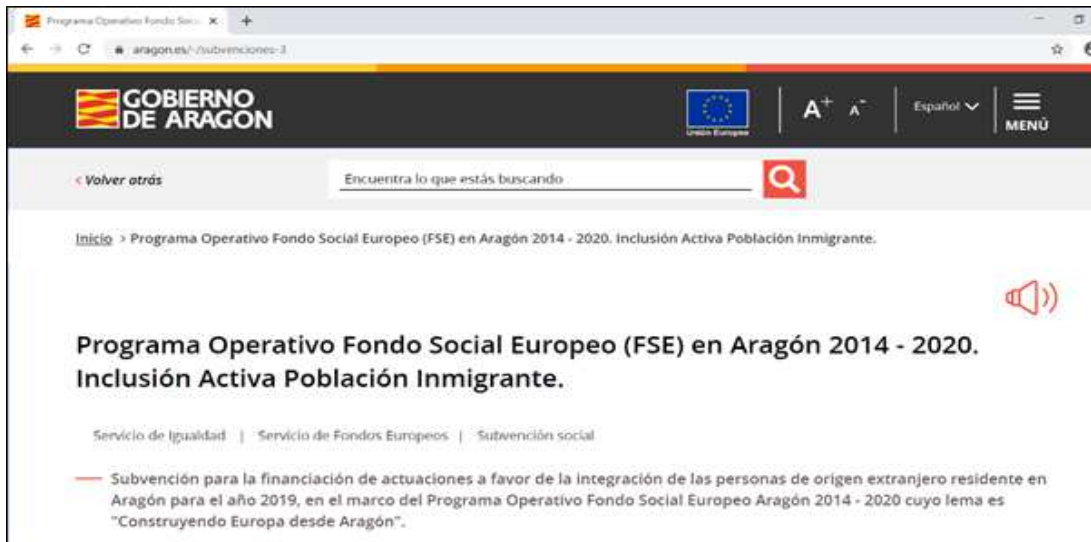 Programa Operativo Fondo Soci
aragon.es/-/subvenciones-3
GOBIERNO
DE ARAGON
Unión Europea
A+ A-
Español
MENÚ
< Volver atrás
Encuentra lo que estás buscando
Inicio > Programa Operativo Fondo Social Europeo (FSE) en Aragón 2014 - 2020. Inclusión Activa Población Inmigrante.
Programa Operativo Fondo Social Europeo (FSE) en Aragón 2014 - 2020.
Inclusión Activa Población Inmigrante.
Servicio de Igualdad | Servicio de Fondos Europeos | Subvención social
Subvención para la financiación de actuaciones a favor de la integración de las personas de origen extranjero residente en
Aragón para el año 2019, en el marco del Programa Operativo Fondo Social Europeo Aragón 2014 - 2020 cuyo lema es
"Construyendo Europa desde Aragón".